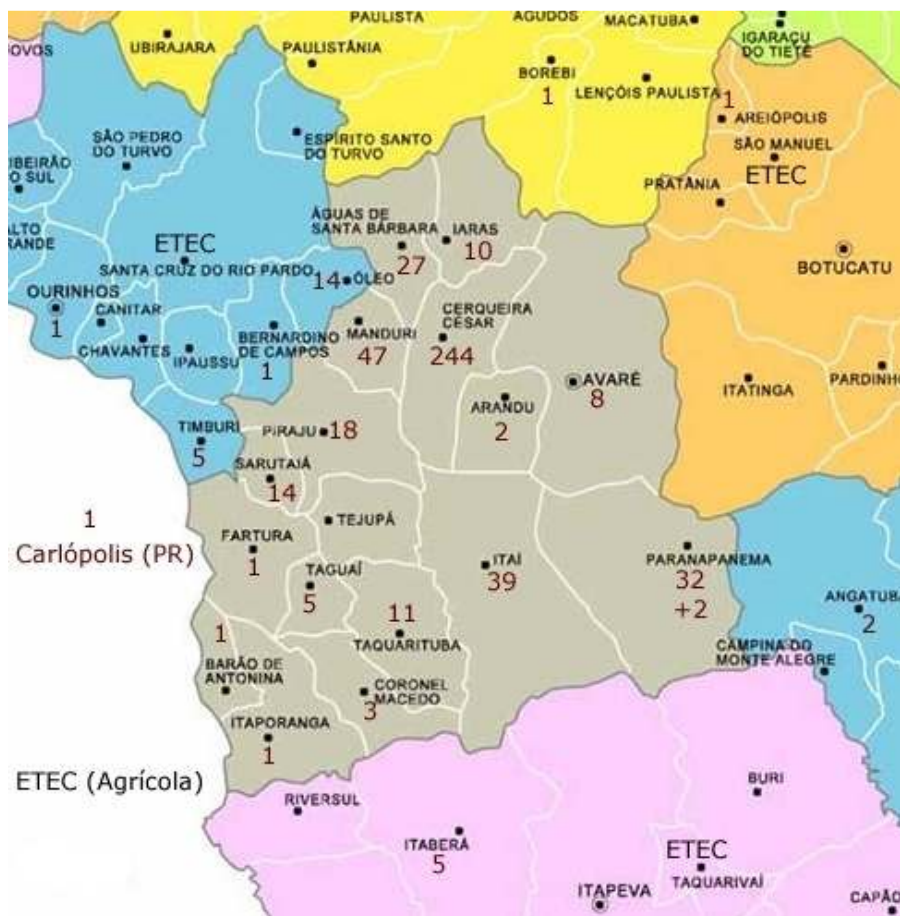 PAULISTA
AGUDOS
MACATUBA
IGARAÇU
DO TIETÊ
UBIRAJARA
PAULISTÂNIA
BOREBI
1
LENÇÓIS PAULISTA
1
AREIÓPOLIS
SÃO MANUEL
ETEC
PRATÂNIA
SÃO PEDRO
DO TURVO
ESPÍRITO SANTO
DO TURVO
DO SUL
ÁGUAS DE
SANTA BÁRBARA
27
IARAS
10
ETEC
SANTA CRUZ DO RIO PARDO
14
ÓLEO
BOTUCATU
OURINHOS
1
CANITAR
CHAVANTES
IPAUSSU
BERNARDINO
DE CAMPOS
1
MANDURI
47
CERQUEIRA
CÉSAR
244
AVARÉ
8
ARANDU
2
ITATINGA
PARDINHO
TIMBURI
5
PIRAJU
18
SARUTAIÁ
14
1
Carlópolis (PR)
FARTURA
1
TEJUPÁ
TAGUAÍ
5
ITAÍ
39
PARANAPANEMA
32
+2
ANGATUBA
2
11
TAQUARITUBA
1
BARÃO DE
ANTONINA
CAMPINA DO
MONTE ALEGRE
CORONEL
MACEDO
3
ITAPORANGA
1
ETEC (Agrícola)
RIVERSUL
BURI
ITABERÁ
5
ETEC
TAQUARIVAÍ
ITAPEVA
CAPÃO